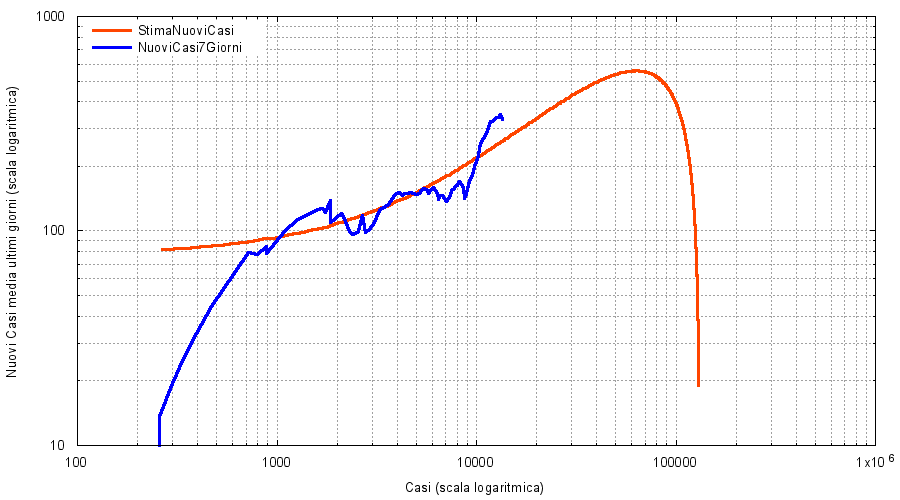 1000
StimaNuoviCasi
NuoviCasi7Giorni
Nuovi Casi media ultimi giorni (scala logaritmica)
100
10
100 1000 10000 100000 1x10 6
Casi (scala logaritmica)